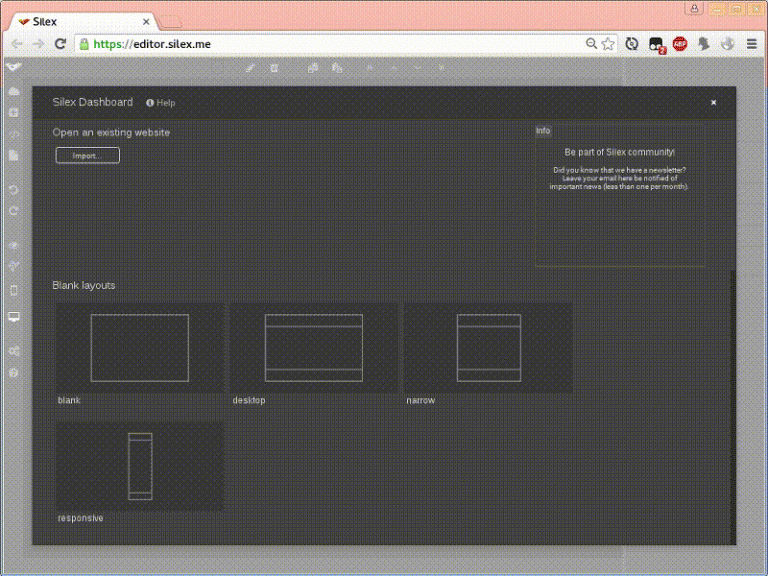 Silex
https://editor.silex.me
2
ABP
Silex Dashboard
Help
Open an existing website
Import...
Info
Be part of Silex community!
Did you know that we have a newsletter?
Leave your email here be notified of
important news (less than one per month).
Blank layouts
blank
desktop
narrow
responsive